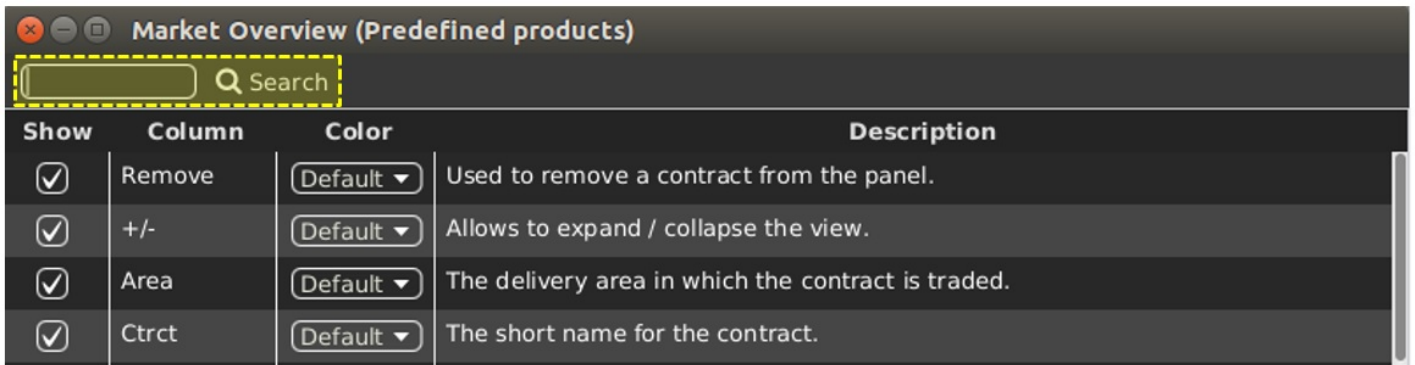 Market Overview (Predefined products)
Search
Show Column Color Description
Remove Default Used to remove a contract from the panel.
+/- Default Allows to expand / collapse the view.
Area Default The delivery area in which the contract is traded.
Ctrct Default The short name for the contract.